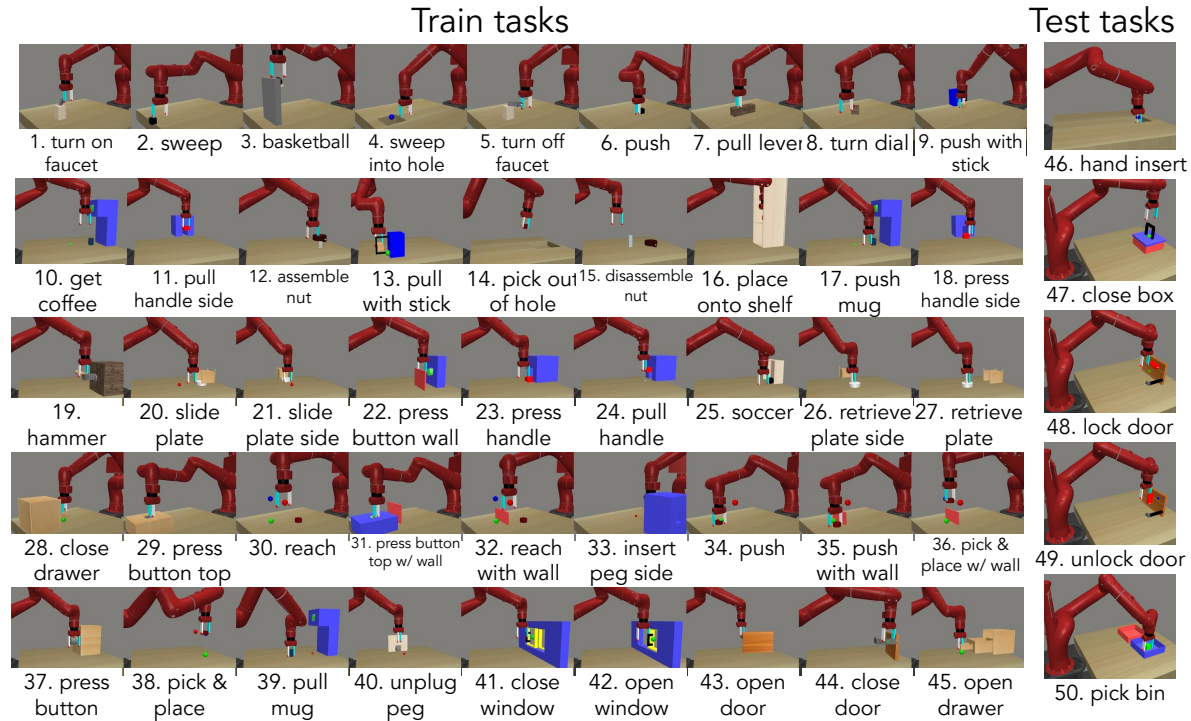 Train tasks
Test tasks
1. turn on
faucet
2. sweep
3. basketball
4. sweep
into hole
5. turn off
faucet
6. push
7. pull lever
8. turn dial
9. push with
stick
46. hand insert
10. get
coffee
11. pull
handle side
12. assemble
nut
13. pull
with stick
14. pick out
of hole
15. disassemble
nut
16. place
onto shelf
17. push
mug
18. press
handle side
47. close box
19.
hammer
20. slide
plate
21. slide
plate side
22. press
button wall
23. press
handle
24. pull
handle
25. soccer
26. retrieve
plate side
27. retrieve
plate
48. lock door
28. close
drawer
29. press
button top
30. reach
31. press button
top w/ wall
32. reach
with wall
33. insert
peg side
34. push
35. push
with wall
36. pick &
place w/ wall
49. unlock door
37. press
button
38. pick &
place
39. pull
mug
40. unplug
peg
41. close
window
42. open
window
43. open
door
44. close
door
45. open
drawer
50. pick bin